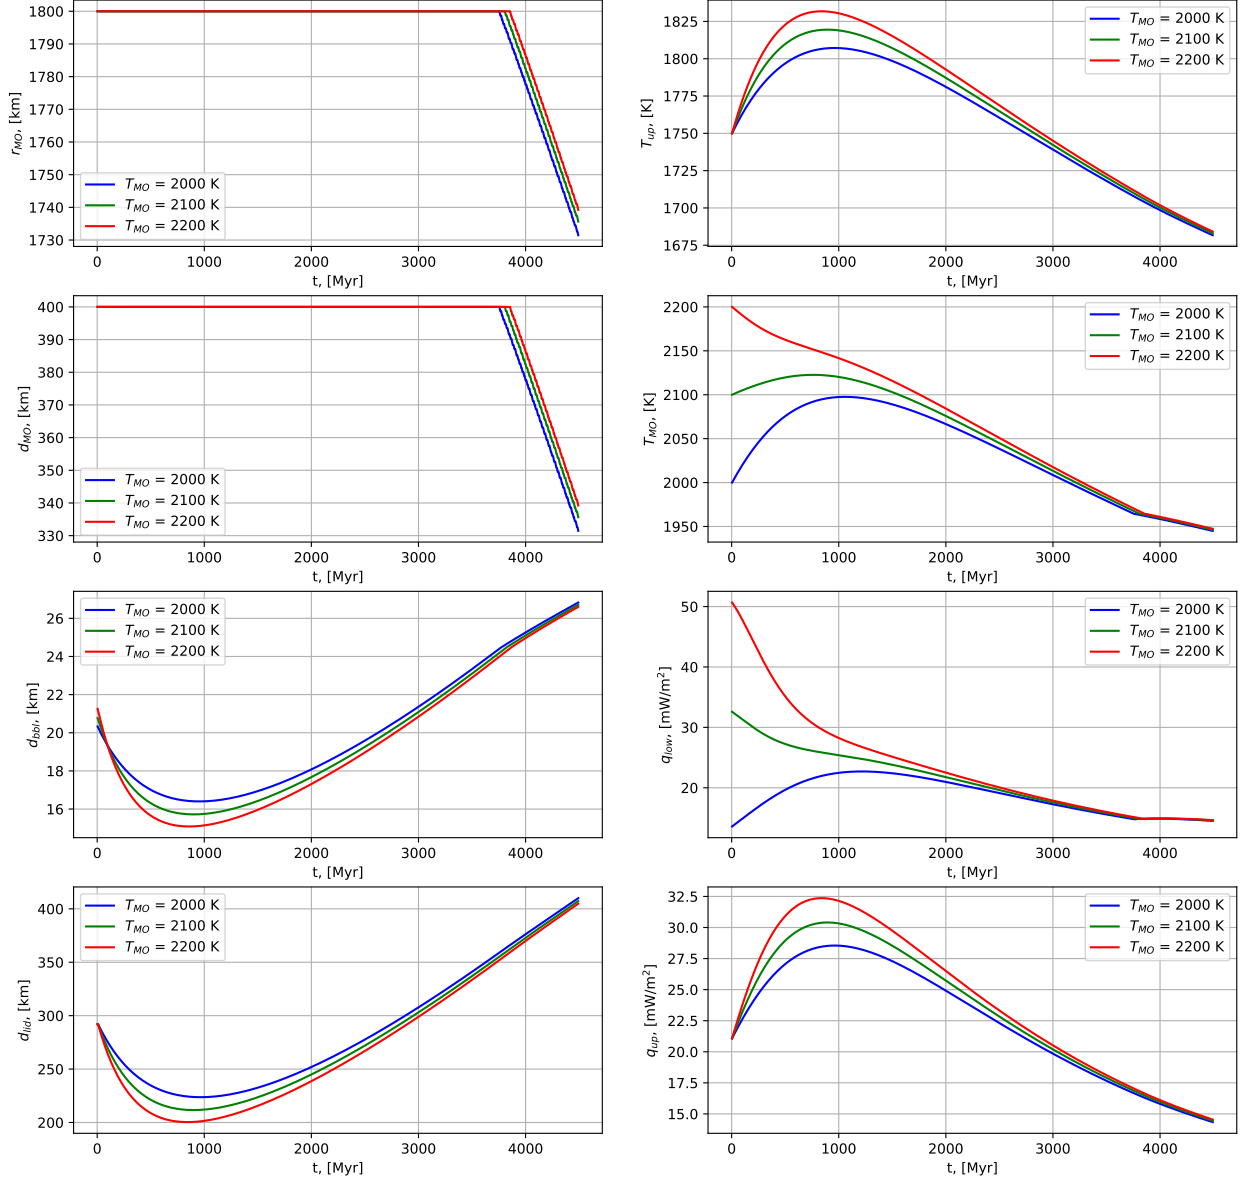 1800
1790
1780
1770
1760
1750
1740
1730
r_MO, [km]
T_MO = 2000 K
T_MO = 2100 K
T_MO = 2200 K
0 1000 2000 3000 4000
t, [Myr]
1825
1800
1775
1750
1725
1700
1675
T_up, [K]
T_MO = 2000 K
T_MO = 2100 K
T_MO = 2200 K
0 1000 2000 3000 4000
t, [Myr]
400
390
380
370
360
350
340
330
d_MO, [km]
T_MO = 2000 K
T_MO = 2100 K
T_MO = 2200 K
0 1000 2000 3000 4000
t, [Myr]
2200
2150
2100
2050
2000
1950
T_MO, [K]
T_MO = 2000 K
T_MO = 2100 K
T_MO = 2200 K
0 1000 2000 3000 4000
t, [Myr]
26
24
22
20
18
16
d_bbl, [km]
T_MO = 2000 K
T_MO = 2100 K
T_MO = 2200 K
0 1000 2000 3000 4000
t, [Myr]
50
40
30
20
q_low, [mW/m²]
T_MO = 2000 K
T_MO = 2100 K
T_MO = 2200 K
0 1000 2000 3000 4000
t, [Myr]
400
350
300
250
200
d_lid, [km]
T_MO = 2000 K
T_MO = 2100 K
T_MO = 2200 K
0 1000 2000 3000 4000
t, [Myr]
32.5
30.0
27.5
25.0
22.5
20.0
17.5
15.0
q_up, [mW/m²]
T_MO = 2000 K
T_MO = 2100 K
T_MO = 2200 K
0 1000 2000 3000 4000
t, [Myr]